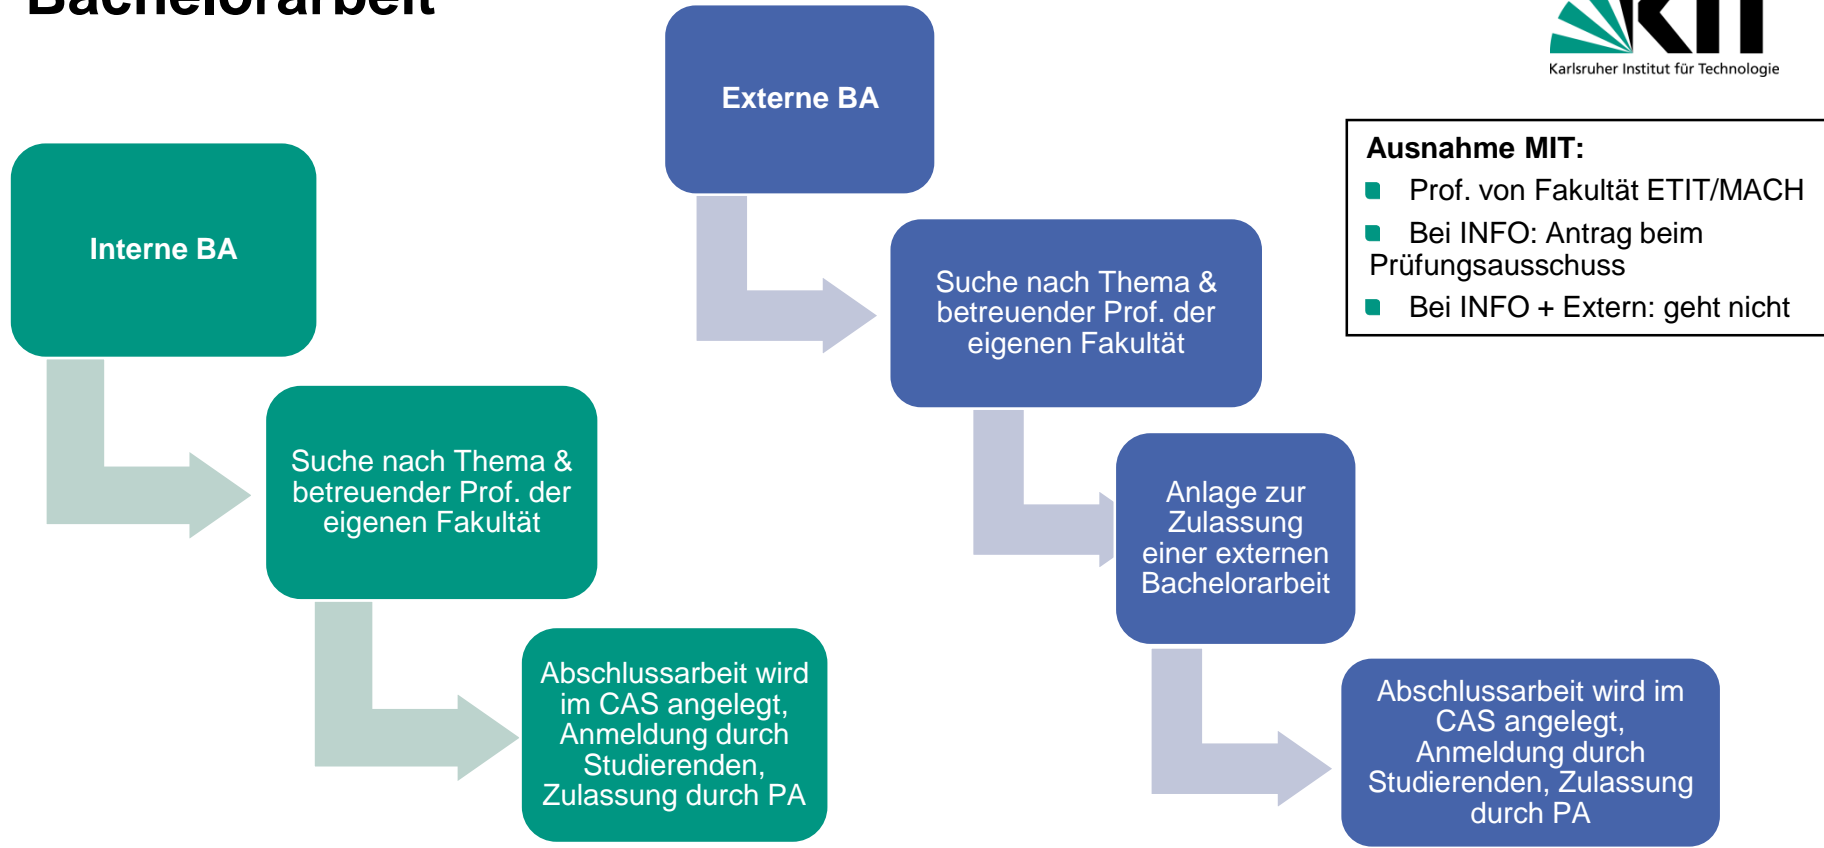 Bachelorarbeit
KIT
Karlsruher Institut für Technologie
Externe BA
Interne BA
Ausnahme MIT:
Prof. von Fakultät ETIT/MACH
Bei INFO: Antrag beim
Prüfungsausschuss
Bei INFO + Extern: geht nicht
Suche nach Thema &
betreuender Prof. der
eigenen Fakultät
Suche nach Thema &
betreuender Prof. der
eigenen Fakultät
Anlage zur
Zulassung
einer externen
Bachelorarbeit
Abschlussarbeit wird
im CAS angelegt,
Anmeldung durch
Studierenden,
Zulassung durch PA
Abschlussarbeit wird im
CAS angelegt,
Anmeldung durch
Studierenden, Zulassung
durch PA